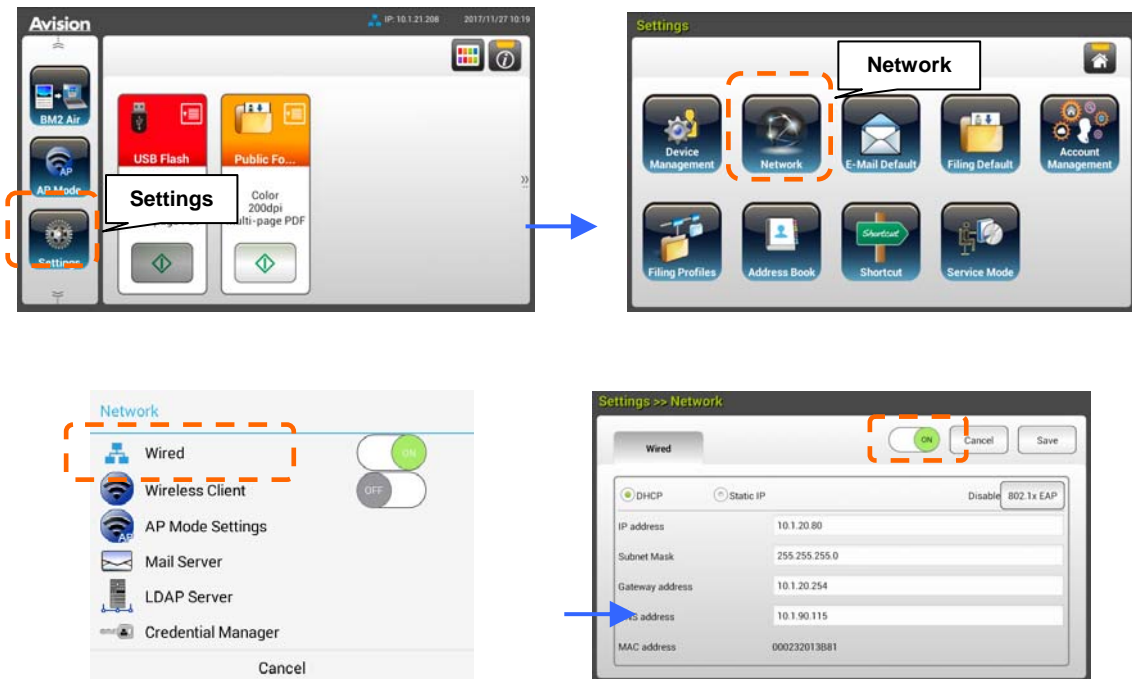 Avision
IP: 10.1.21.208 2017/11/27 10:19
BM2 Air
AP
AP Mode
Settings
USB Flash
Public Fo...
Settings
Color
200dpi
Multi-page PDF
Settings
Network
Device
Management
Network
E-Mail Default
Filing Default
Account
Management
Filing Profiles
Address Book
Shortcut
Shortcut
Service Mode
Network
Wired
ON
Wireless Client
OFF
AP
AP Mode Settings
Mail Server
LDAP Server
Credential Manager
Cancel
Settings >> Network
Wired
ON
Cancel
Save
DHCP
Static IP
Disable
802.1x EAP
IP address 10.1.20.80
Subnet Mask 255.255.255.0
Gateway address 10.1.20.254
address 10.1.90.115
MAC address 000232013B81